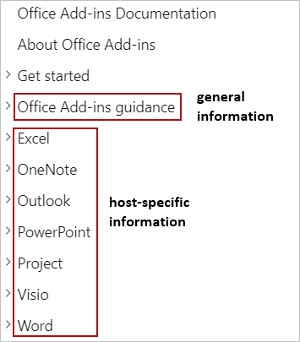 Office Add-ins Documentation
About Office Add-ins
Get started
Office Add-ins guidance
general
information
Excel
OneNote
Outlook
PowerPoint
Project
Visio
Word
host-specific
information